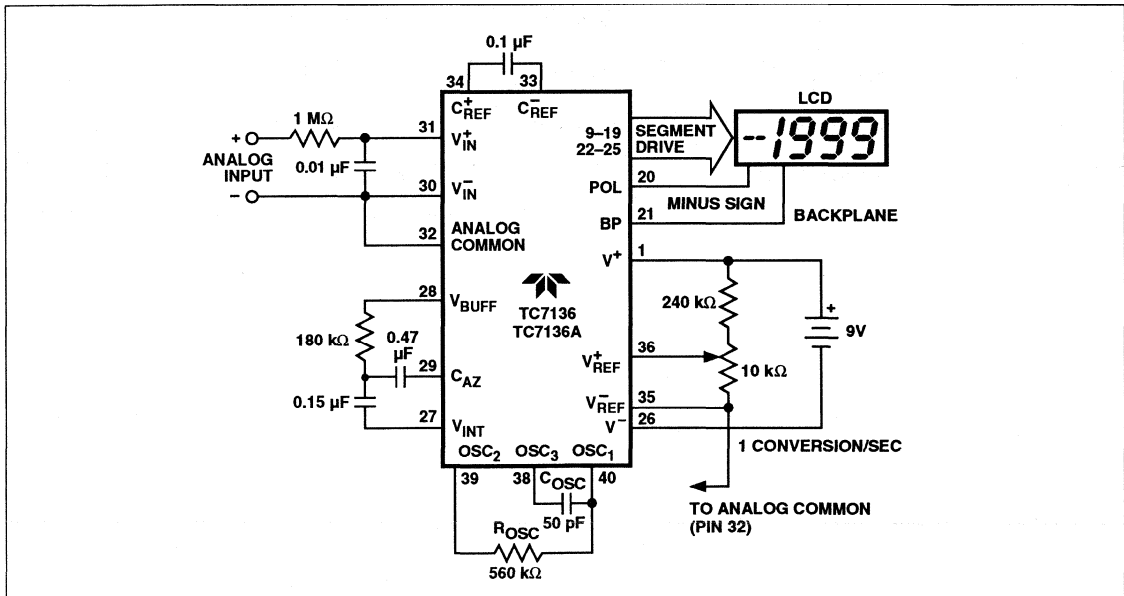 0.1 µF
34
33
C⁺REF
C⁻REF
LCD
1 MΩ
31
V⁺IN
9–19
22–25
SEGMENT
DRIVE
--1999
+
ANALOG
INPUT
–
0.01 µF
30
V⁻IN
POL
20
MINUS SIGN
BP
21
BACKPLANE
32
ANALOG
COMMON
V⁺
1
28
VBUFF
TC7136
TC7136A
240 kΩ
+
9V
180 kΩ
0.47
µF
29
CAZ
V⁺REF
36
10 kΩ
0.15 µF
27
VINT
V⁻REF
35
V⁻
26
1 CONVERSION/SEC
OSC2
OSC3
OSC1
39
38
COSC
40
50 pF
TO ANALOG COMMON
(PIN 32)
ROSC
560 kΩ